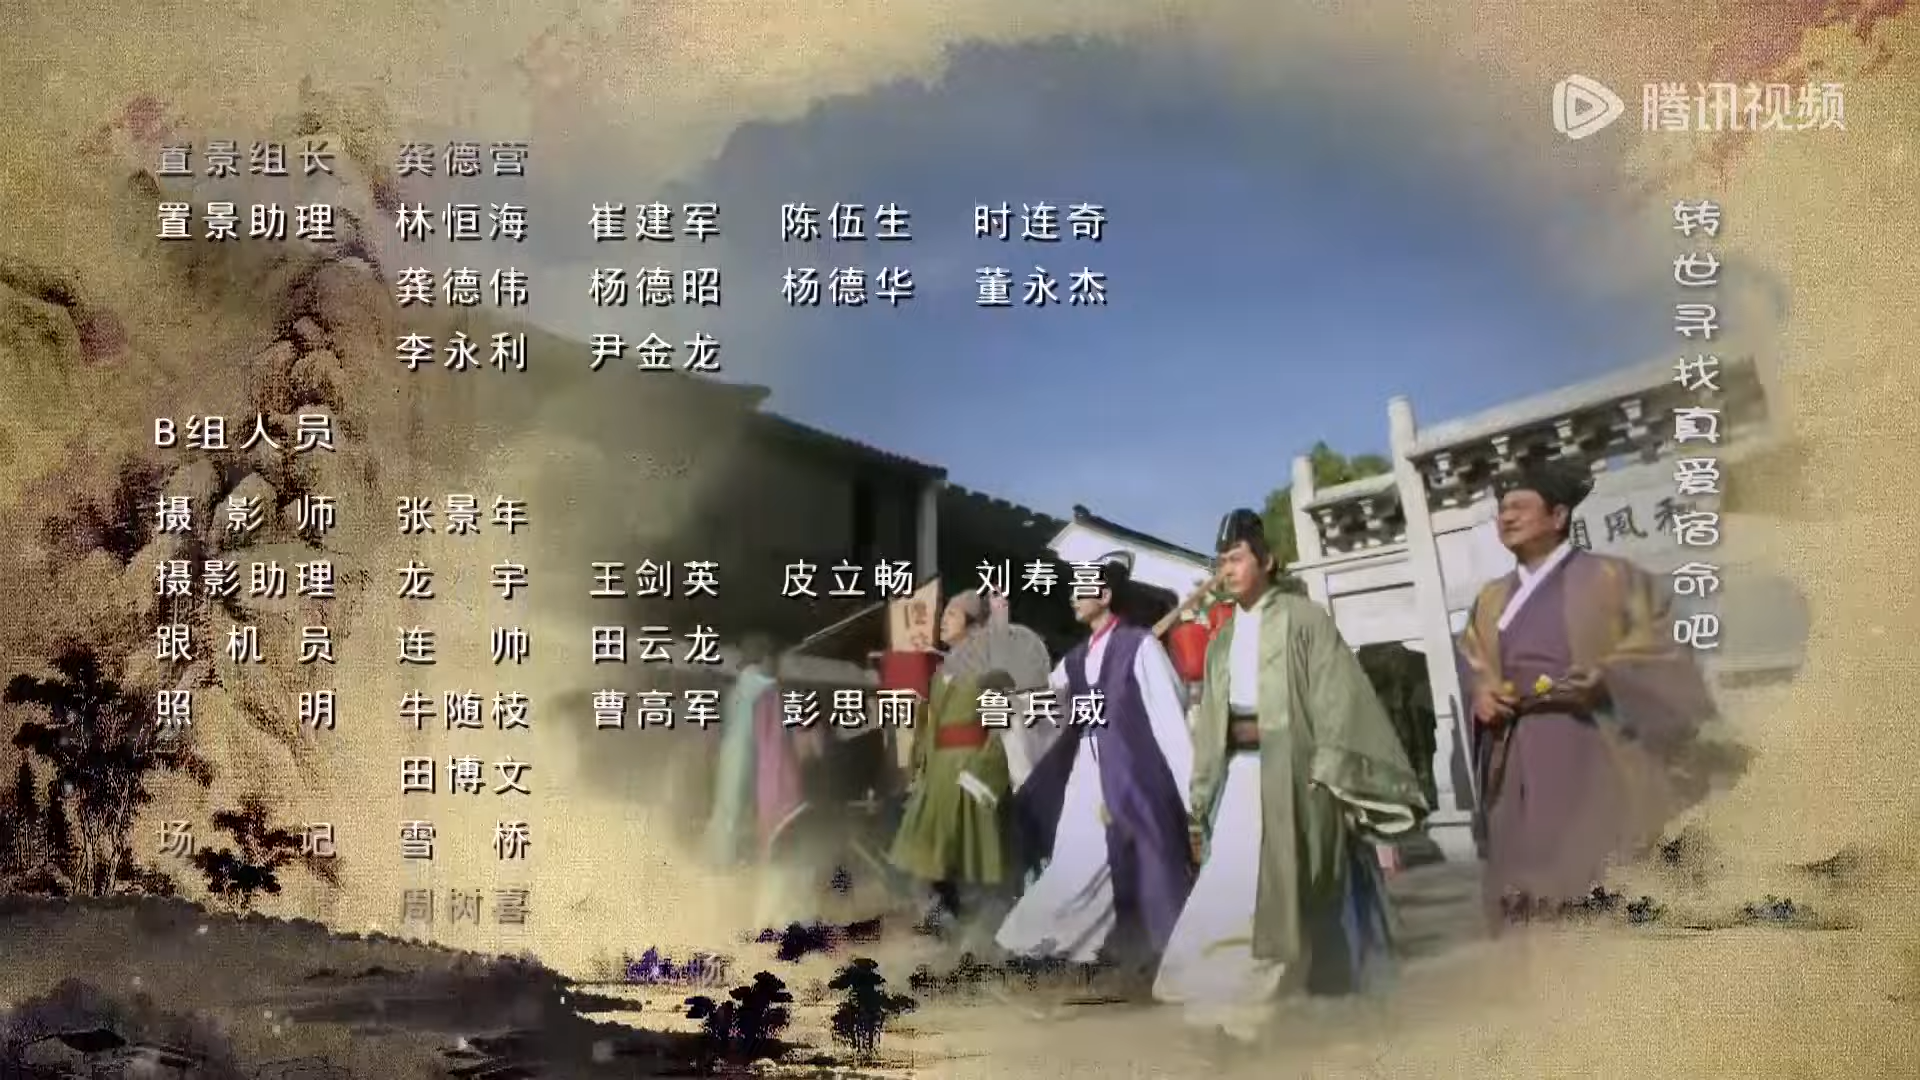 腾讯视频
置景组长 龚德营
置景助理 林恒海 崔建军 陈伍生 时连奇
龚德伟 杨德昭 杨德华 董永杰
李永利 尹金龙
B组人员
摄影师 张景年
摄影助理 龙宇 王剑英 皮立畅 刘寿喜
跟机员 连帅 田云龙
照明 牛随枝 曹高军 彭思雨 鲁兵威
田博文
场记 雪桥
周树喜
转世寻找真爱宿命吧